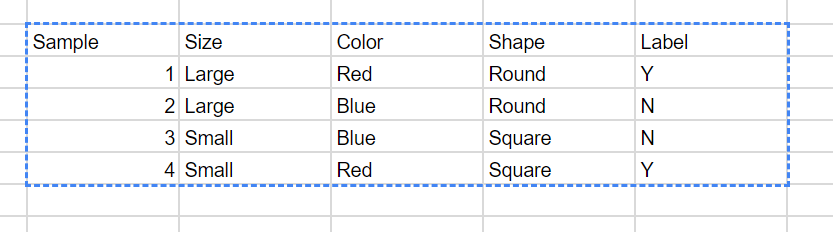 Sample Size Color Shape Label
1 Large Red Round Y
2 Large Blue Round N
3 Small Blue Square N
4 Small Red Square Y